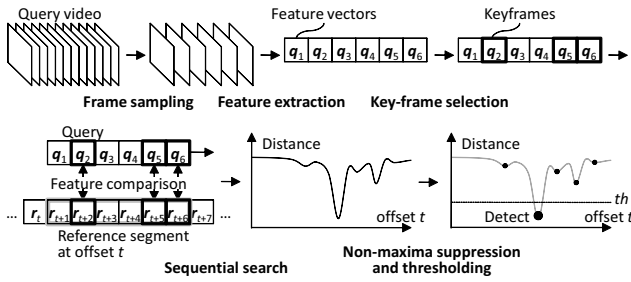 Query video
Feature vectors
Keyframes
q1 q2 q3 q4 q5 q6
q1 q2 q3 q4 q5 q6
Frame sampling
Feature extraction
Key-frame selection
Query
q1 q2 q3 q4 q5 q6
Feature comparison
... rt rt+1 rt+2 rt+3 rt+4 rt+5 rt+6 rt+7 ...
Reference segment
at offset t
Distance
offset t
Distance
th
Detect
offset t
Sequential search
Non-maxima suppression
and thresholding